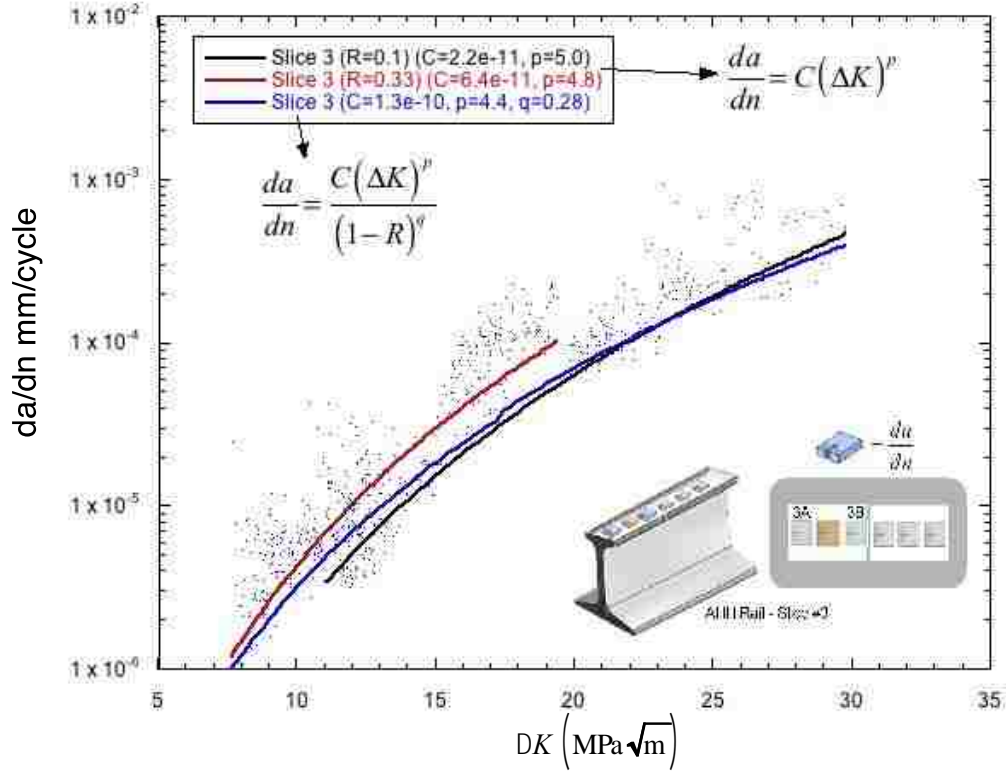 1 x 10⁻²
1 x 10⁻³
1 x 10⁻⁴
1 x 10⁻⁵
1 x 10⁻⁶
da/dn mm/cycle
Slice 3 (R=0.1) (C=2.2e-11, p=5.0)
Slice 3 (R=0.33) (C=6.4e-11, p=4.8)
Slice 3 (C=1.3e-10, p=4.4, q=0.28)
da/dn = C(ΔK)^p
da/dn = C(ΔK)^p/(1−R)^q
da/dn
3A 3B
Rail - Slice #3
5 10 15 20 25 30 35
DK (MPa√m)